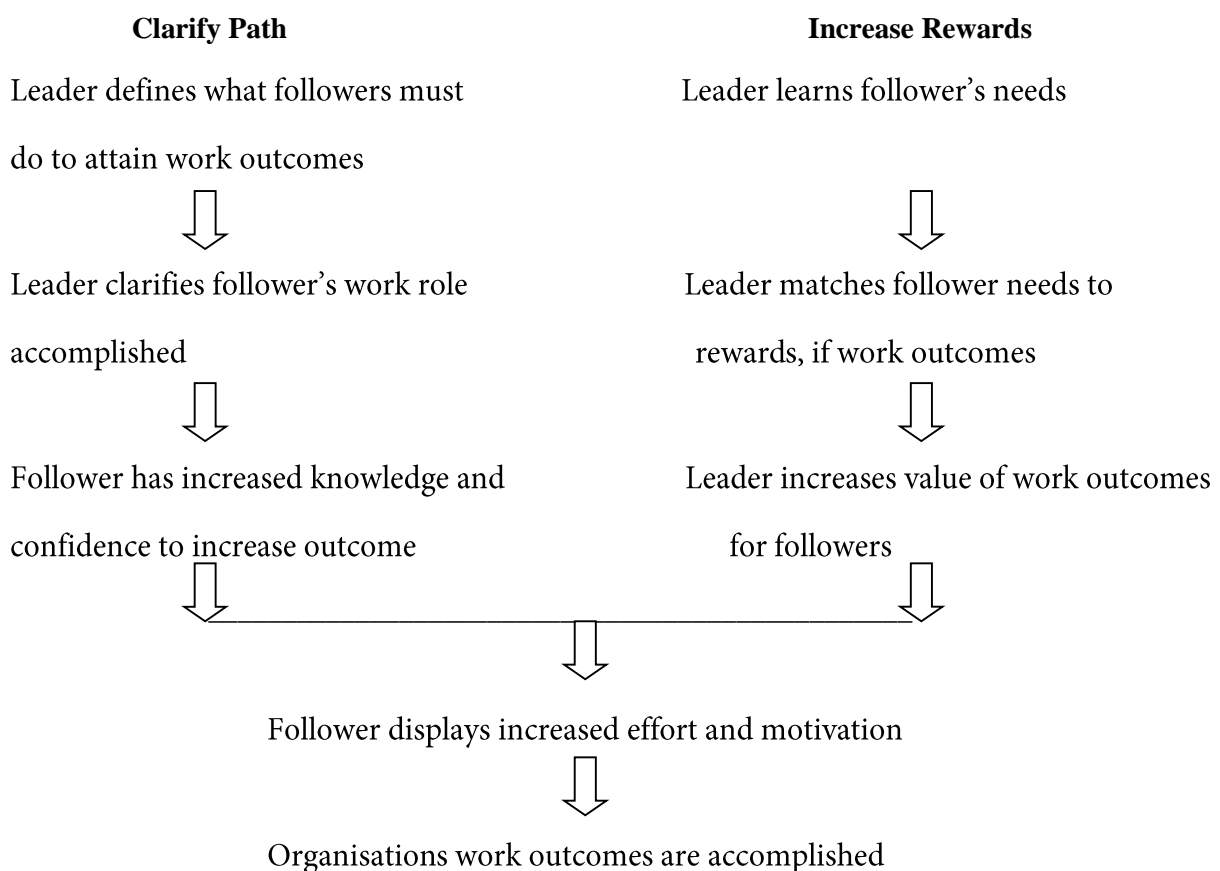 Clarify Path
Leader defines what followers must
do to attain work outcomes
Leader clarifies follower’s work role
accomplished
Follower has increased knowledge and
confidence to increase outcome
Increase Rewards
Leader learns follower’s needs
Leader matches follower needs to
rewards, if work outcomes
Leader increases value of work outcomes
for followers
Follower displays increased effort and motivation
Organisations work outcomes are accomplished